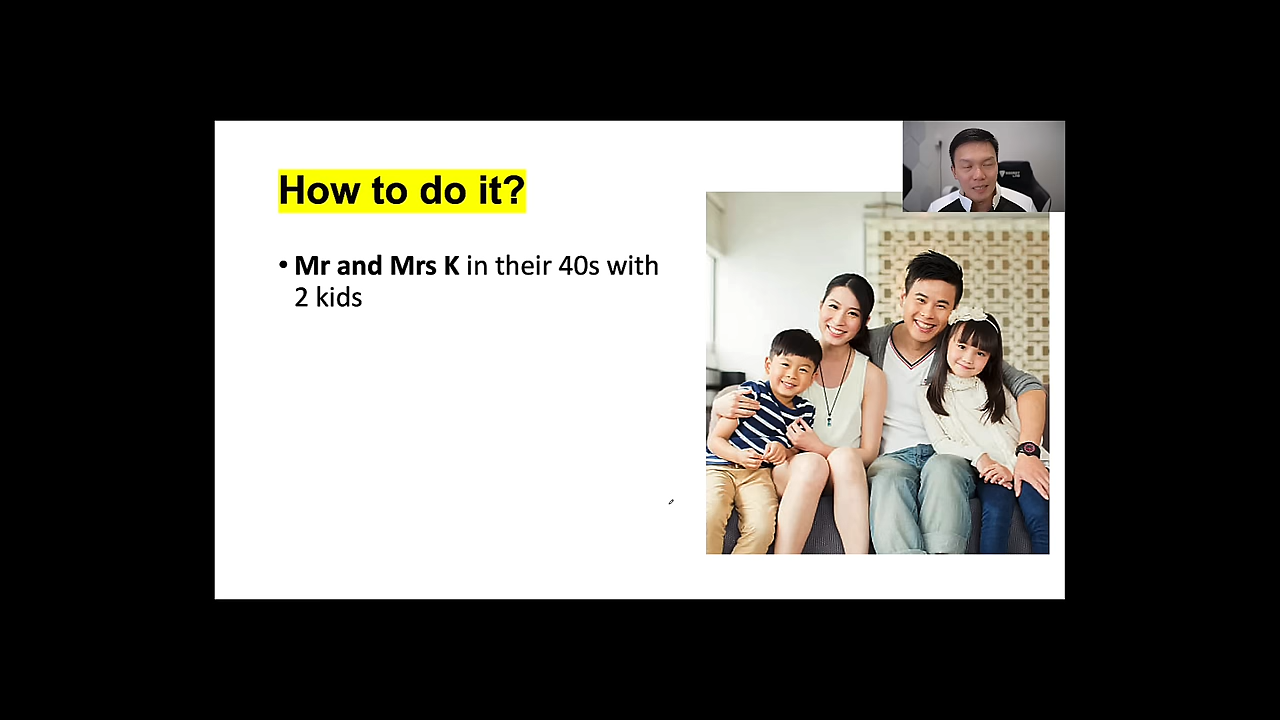 How to do it?
• Mr and Mrs K in their 40s with
2 kids